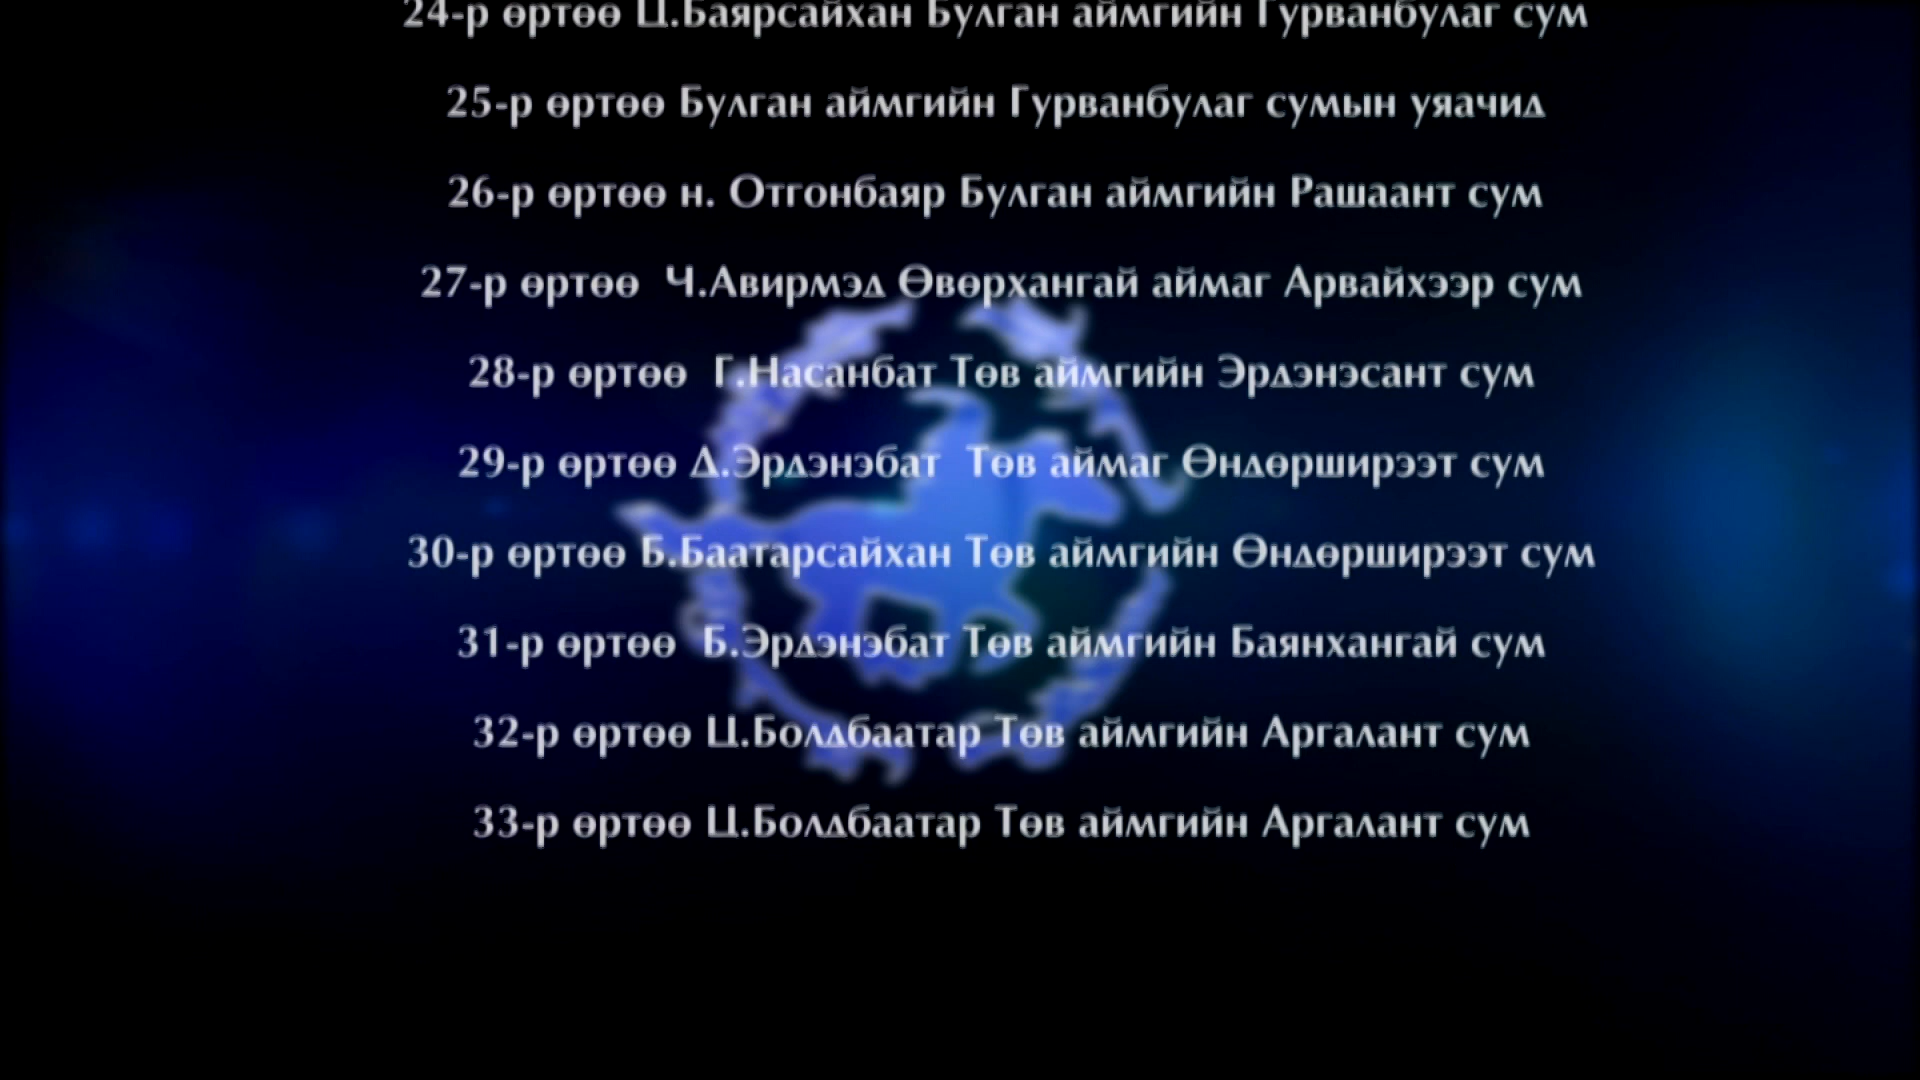 24-р өртөө Ц.Баярсайхан Булган аймгийн Гурванбулаг сум
25-р өртөө Булган аймгийн Гурванбулаг сумын уяачид
26-р өртөө н. Отгонбаяр Булган аймгийн Рашаант сум
27-р өртөө Ч.Авирмэд Өвөрхангай аймаг Арвайхээр сум
28-р өртөө Г.Насанбат Төв аймгийн Эрдэнэсант сум
29-р өртөө Д.Эрдэнэбат Төв аймаг Өндөрширээт сум
30-р өртөө Б.Баатарсайхан Төв аймгийн Өндөрширээт сум
31-р өртөө Б.Эрдэнэбат Төв аймгийн Баянхангай сум
32-р өртөө Ц.Болдбаатар Төв аймгийн Аргалант сум
33-р өртөө Ц.Болдбаатар Төв аймгийн Аргалант сум